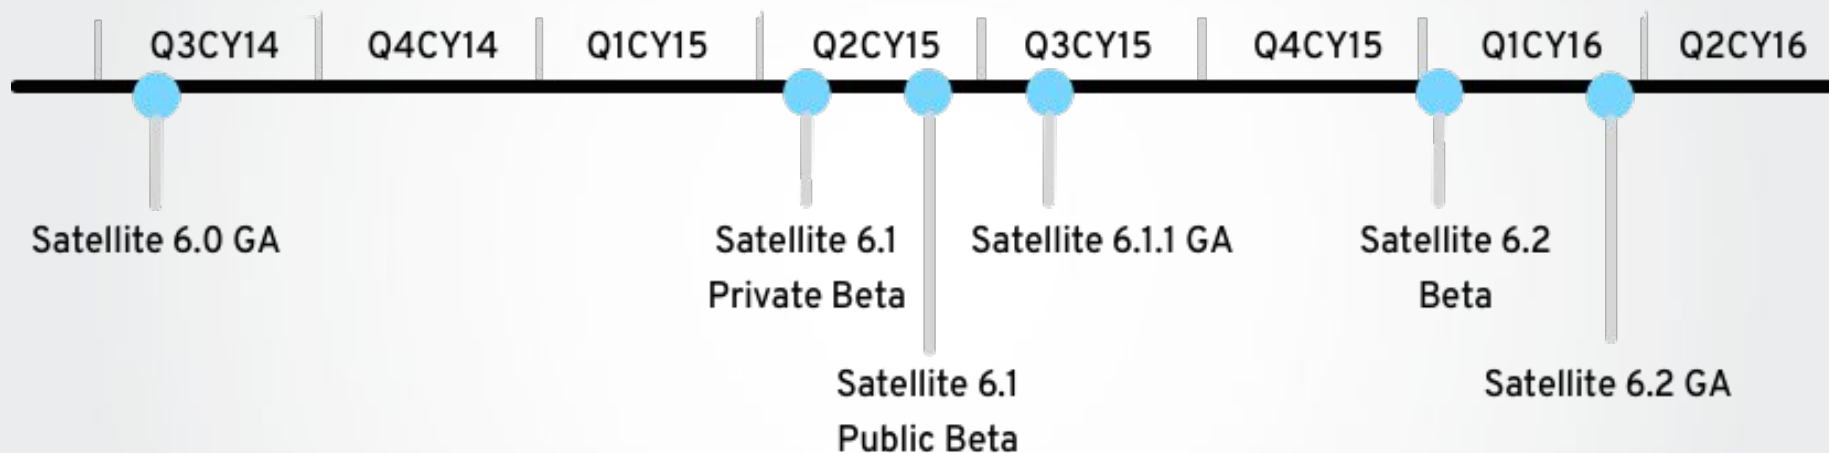 Q3CY14 Q4CY14 Q1CY15 Q2CY15 Q3CY15 Q4CY15 Q1CY16 Q2CY16
Satellite 6.0 GA
Satellite 6.1
Private Beta
Satellite 6.1
Public Beta
Satellite 6.1.1 GA
Satellite 6.2
Beta
Satellite 6.2 GA